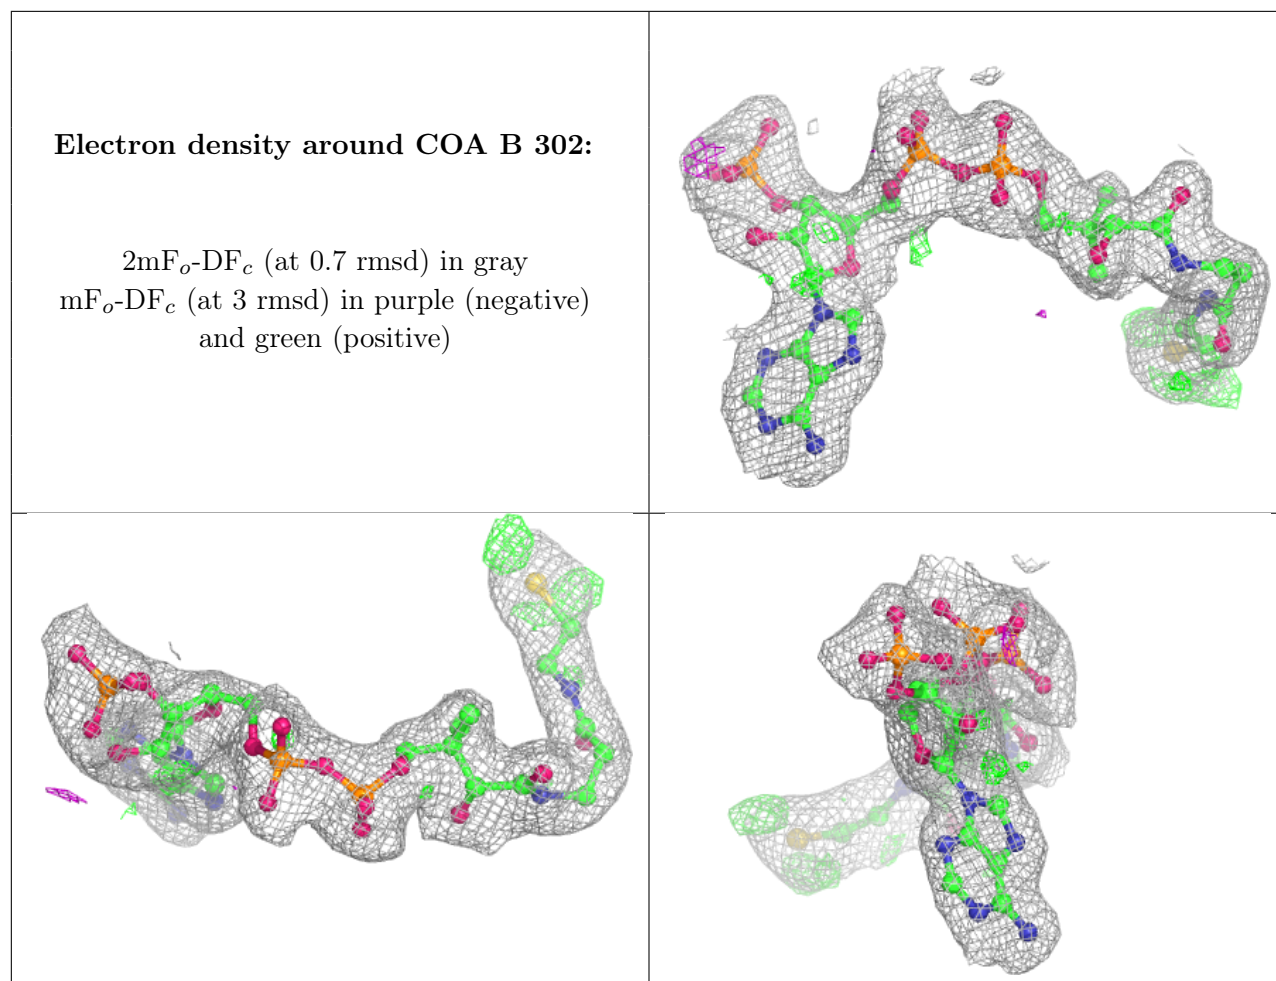 Electron density around COA B 302:
2mFo-DFc (at 0.7 rmsd) in gray
mFo-DFc (at 3 rmsd) in purple (negative)
and green (positive)